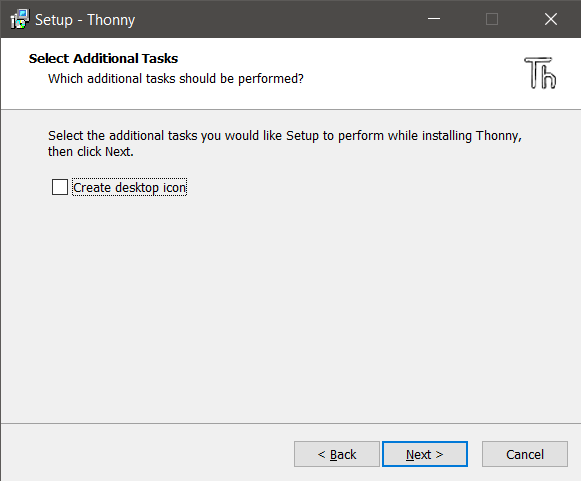 Setup - Thonny
Select Additional Tasks
Which additional tasks should be performed?
Th
Select the additional tasks you would like Setup to perform while installing Thonny,
then click Next.
Create desktop icon
< Back
Next >
Cancel